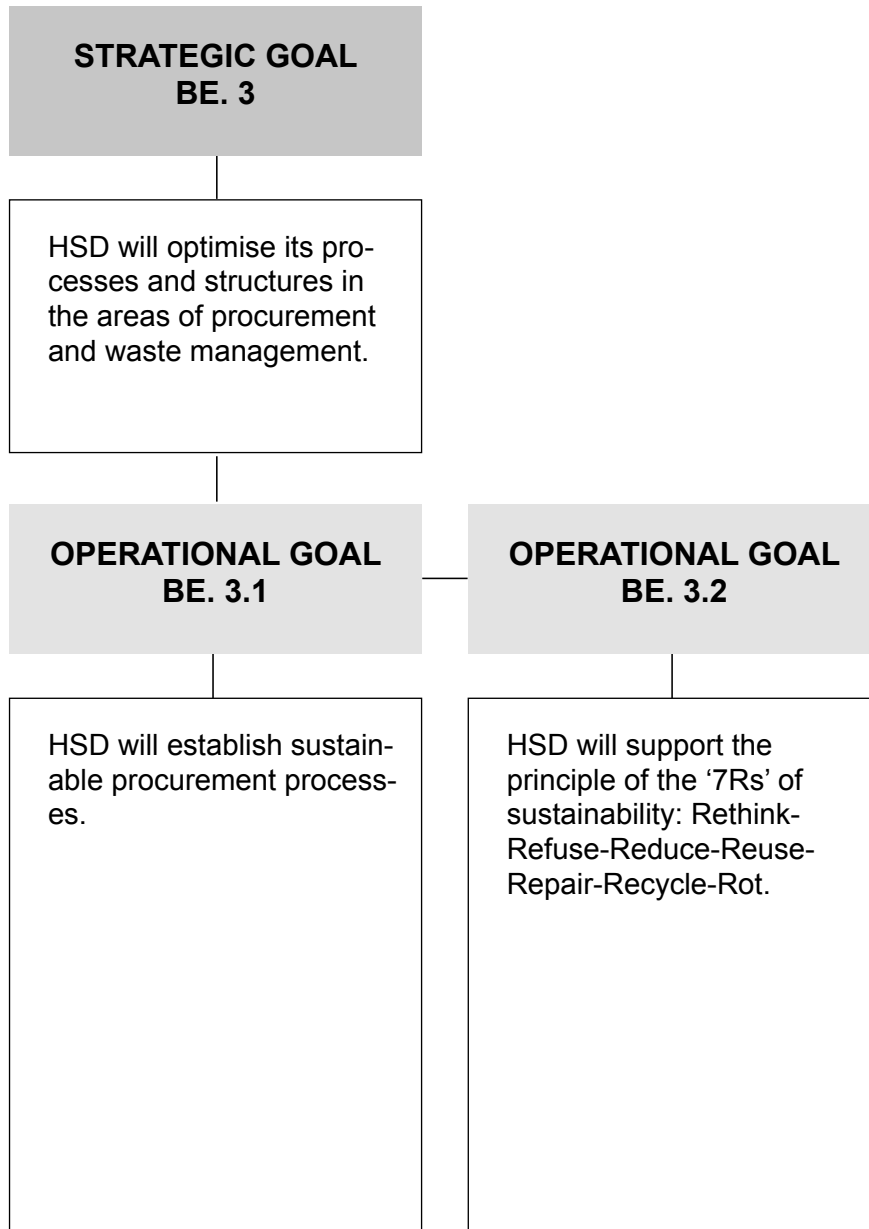 STRATEGIC GOAL
BE. 3
HSD will optimise its pro-
cesses and structures in
the areas of procurement
and waste management.
OPERATIONAL GOAL
BE. 3.1
HSD will establish sustain-
able procurement process-
es.
OPERATIONAL GOAL
BE. 3.2
HSD will support the
principle of the ‘7Rs’ of
sustainability: Rethink-
Refuse-Reduce-Reuse-
Repair-Recycle-Rot.